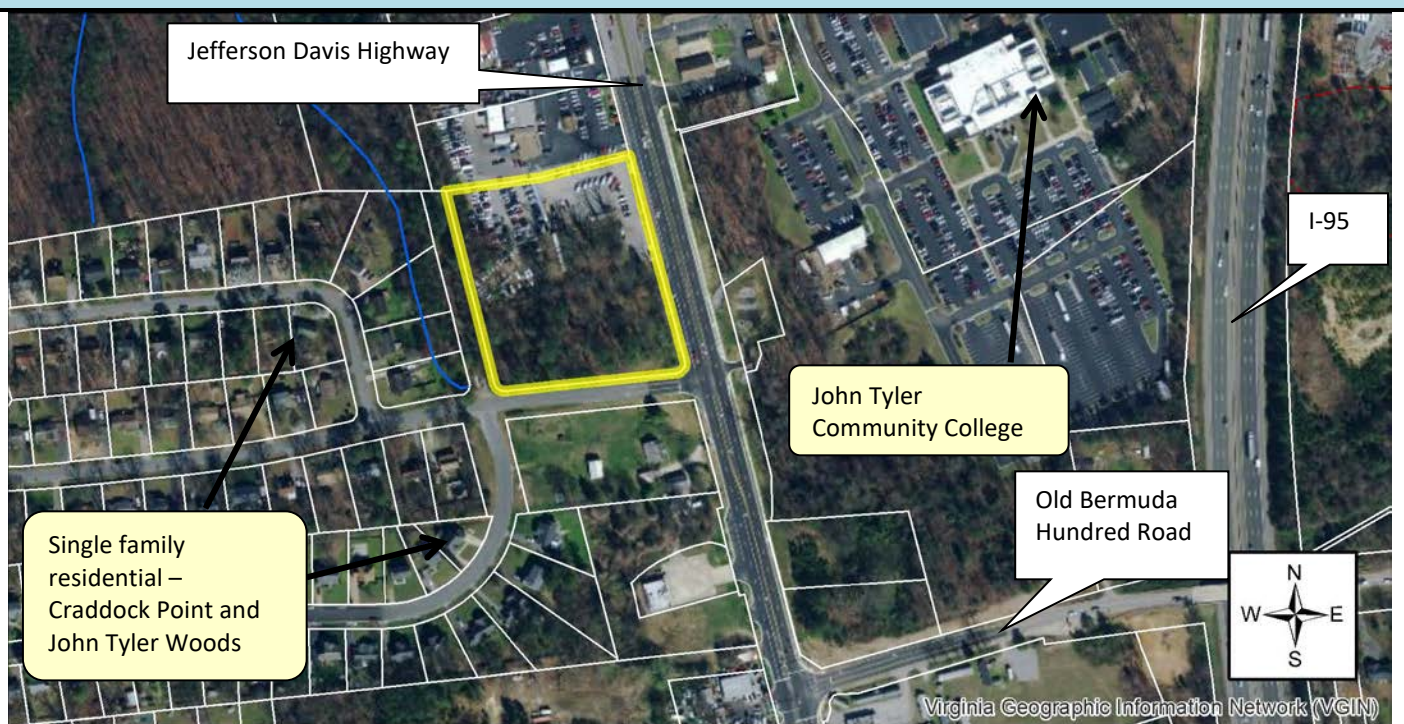 Jefferson Davis Highway
I-95
John Tyler
Community College
Old Bermuda
Hundred Road
Single family
residential –
Craddock Point and
John Tyler Woods
N
W E
S
Virginia Geographic Information Network (VGIN)